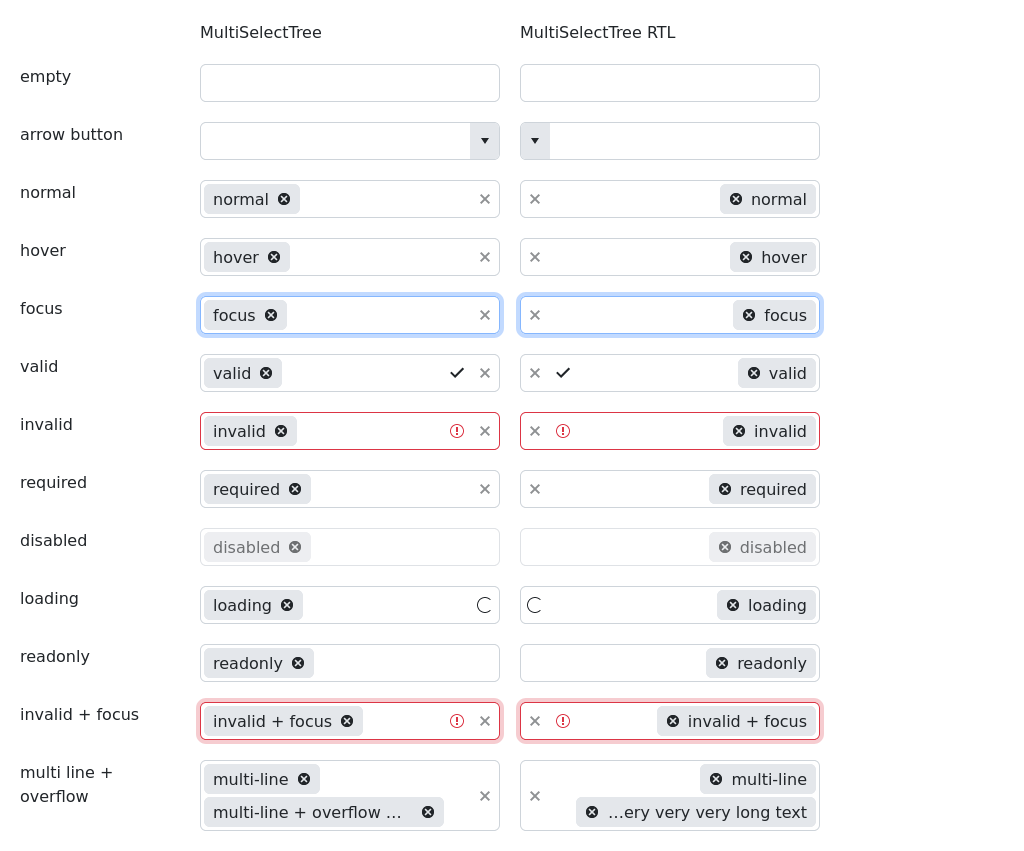 MultiSelectTree MultiSelectTree RTL
empty
arrow button
normal normal normal
hover hover hover
focus focus focus
valid valid valid
invalid invalid invalid
required required required
disabled disabled disabled
loading loading loading
readonly readonly readonly
invalid + focus invalid + focus invalid + focus
multi line + multi-line multi-line
overflow multi-line + overflow ... ...ery very very long text